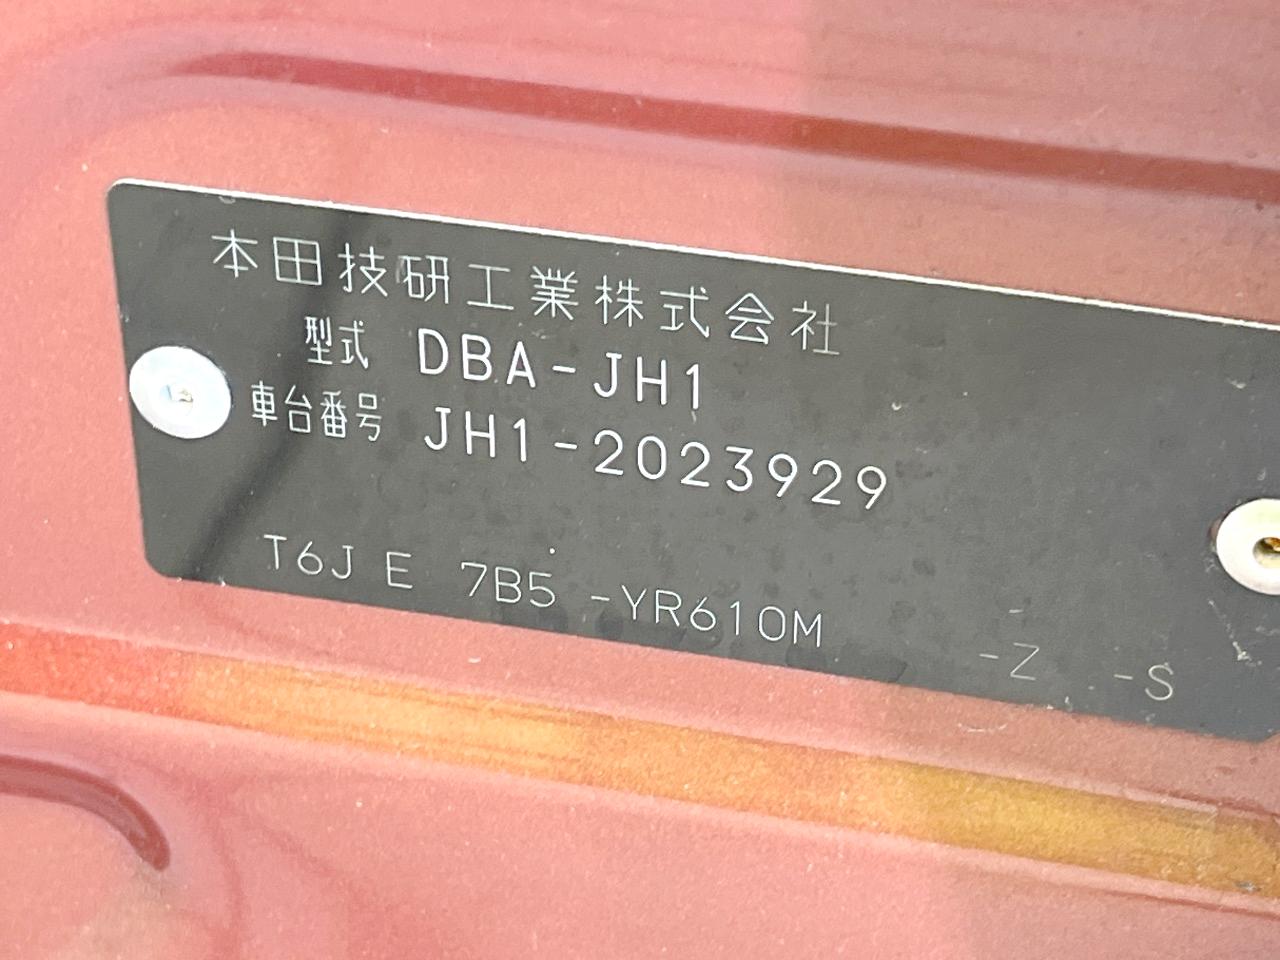 本田技研工業株式会社
型式 DBA-JH1
車台番号 JH1-2023929
T6J E 7B5 -YR610M -Z -S